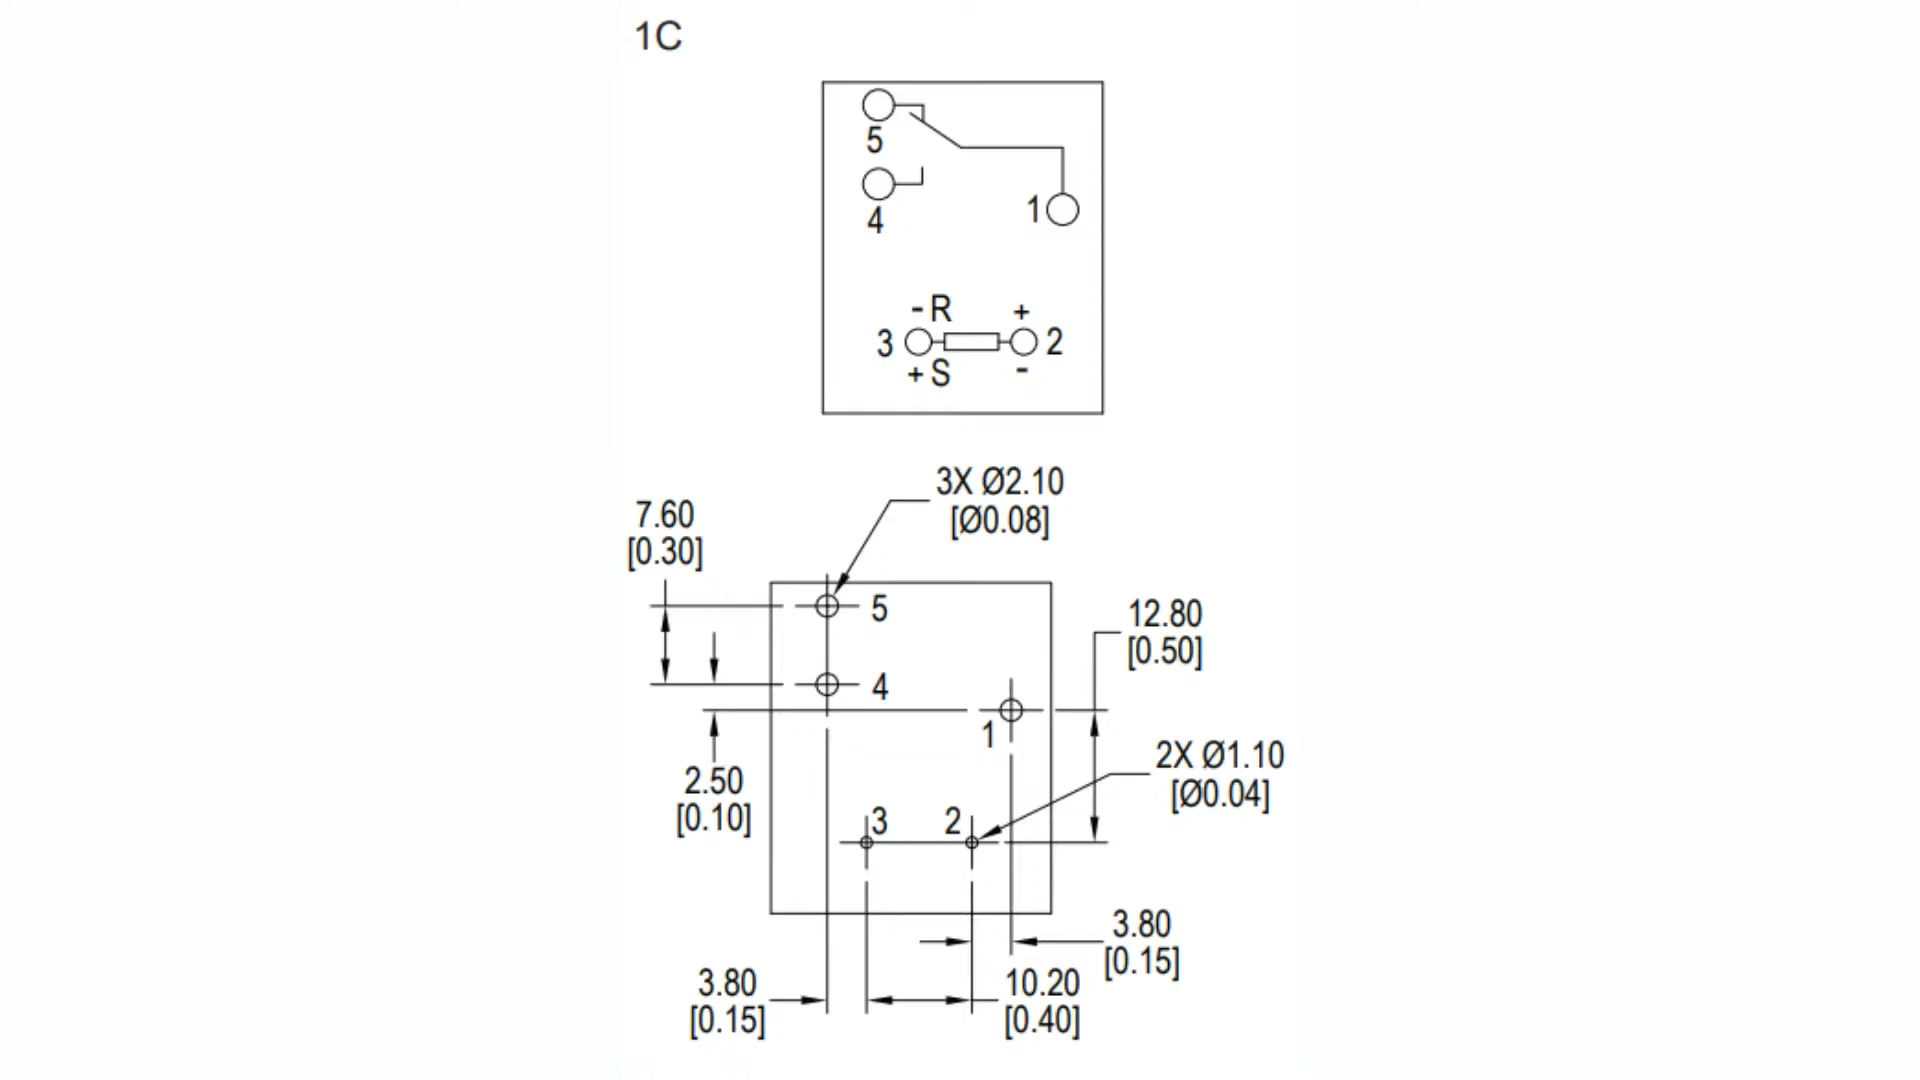 1C
5
4
1
- R +
3 2
+ S -
3X Ø2.10
[Ø0.08]
7.60
[0.30]
5
4
12.80
[0.50]
1
2X Ø1.10
[Ø0.04]
2.50
[0.10]
3 2
3.80
[0.15]
3.80
[0.15]
10.20
[0.40]